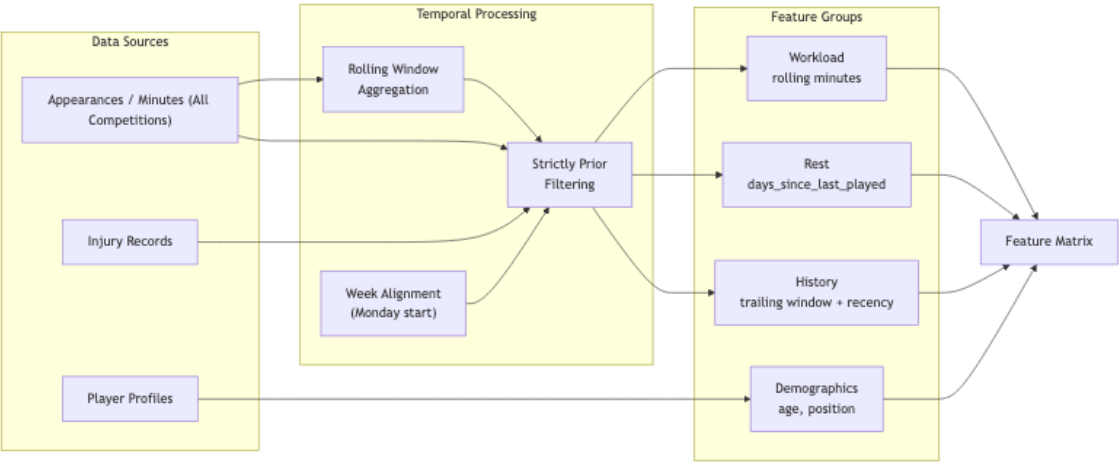 Data Sources
Appearances / Minutes (All
Competitions)
Injury Records
Player Profiles
Temporal Processing
Rolling Window
Aggregation
Strictly Prior
Filtering
Week Alignment
(Monday start)
Feature Groups
Workload
rolling minutes
Rest
days_since_last_played
History
trailing window + recency
Demographics
age, position
Feature Matrix